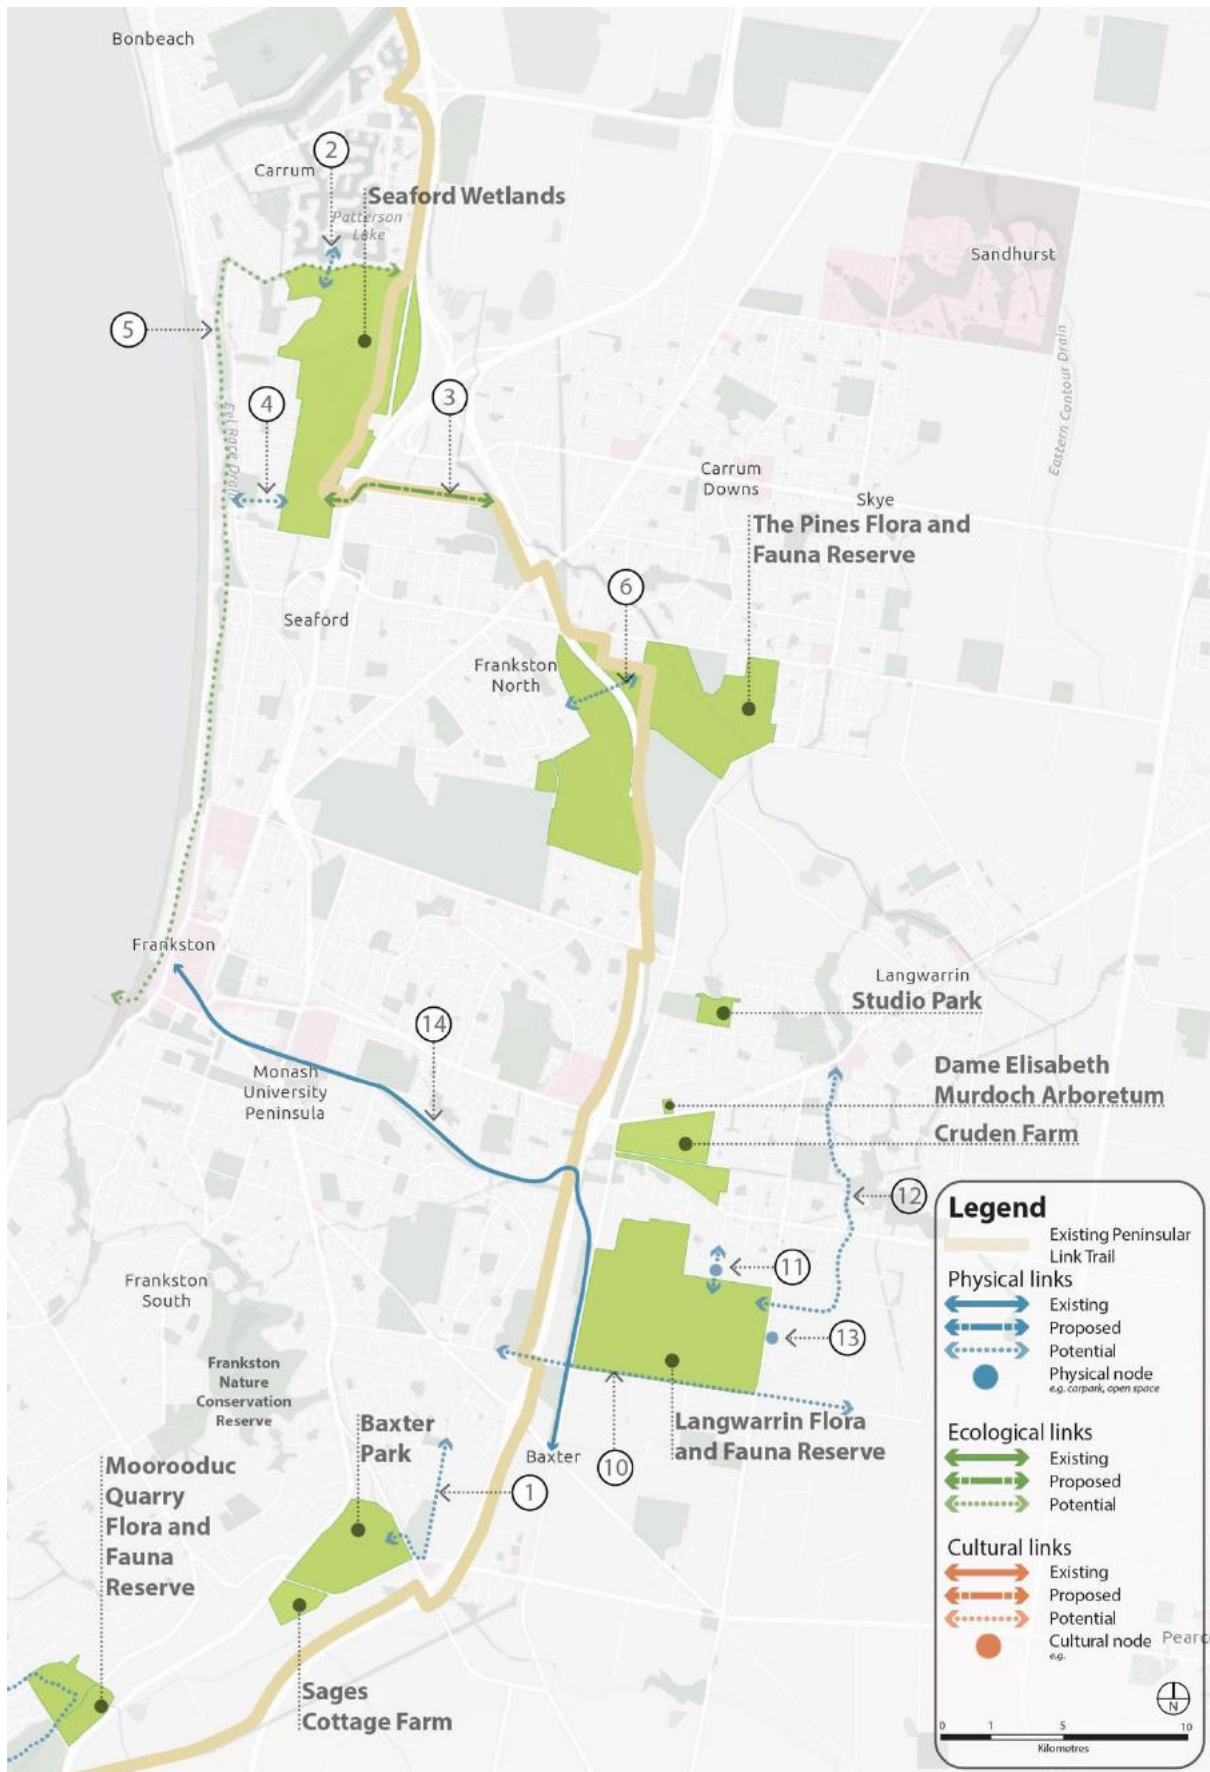 Bonbeach
2
Carrum
Seaford Wetlands
Patterson
Lake
Sandhurst
5
Eastern Contour Drain
3
4
Eel Race Drain
Carrum
Downs
Skye
The Pines Flora and
Fauna Reserve
6
Seaford
Frankston
North
Frankston
Langwarrin
Studio Park
14
Monash
University
Peninsula
Dame Elisabeth
Murdoch Arboretum
Cruden Farm
12
11
Frankston
South
13
Frankston
Nature
Conservation
Reserve
Baxter
Park
Langwarrin Flora
and Fauna Reserve
Baxter
10
Moorooduc
Quarry
Flora and
Fauna
Reserve
1
Sages
Cottage Farm
Legend
Existing Peninsular
Link Trail
Physical links
Existing
Proposed
Potential
Physical node
e.g. carpark, open space
Ecological links
Existing
Proposed
Potential
Cultural links
Existing
Proposed
Potential
Cultural node
e.g.
Pearc
N
0 1 5 10
Kilometres